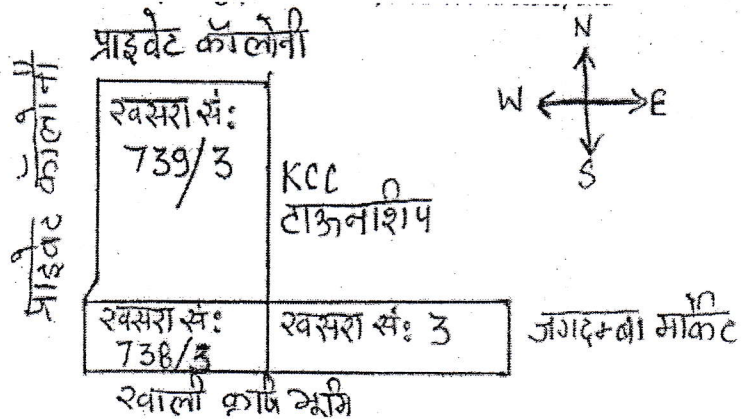 प्राइवेट कॉलोनी
N
W E
S
प्राइवेट कॉलोनी
खसरा सं:
739/3
KCC
टाऊनशिप
खसरा सं:
738/3
खसरा सं: 3
जगदम्बा मार्केट
खाली कृषि भूमि